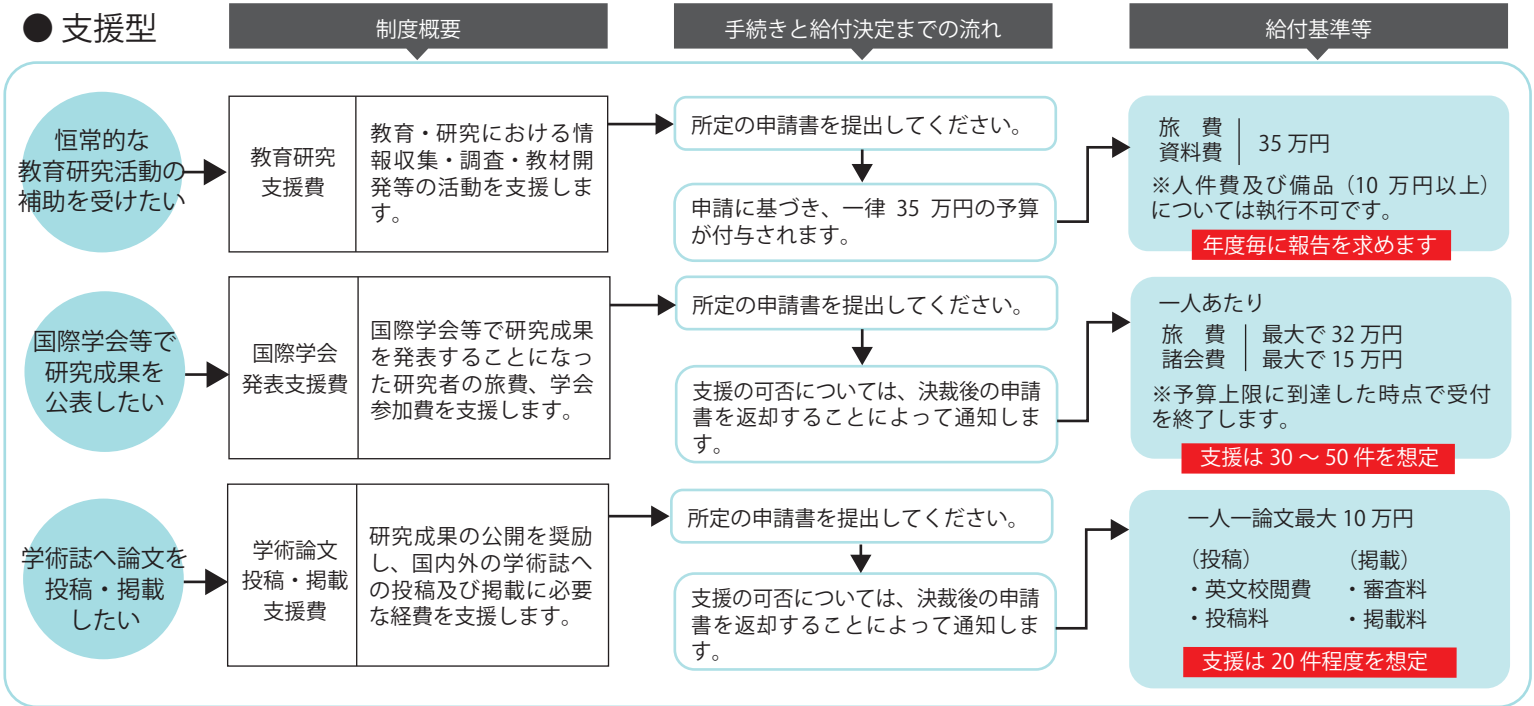 ● 支援型
制度概要
手続きと給付決定までの流れ
給付基準等
恒常的な
教育研究活動の
補助を受けたい
教育研究
支援費
教育・研究における情
報収集・調査・教材開
発等の活動を支援しま
す。
所定の申請書を提出してください。
申請に基づき、一律 35 万円の予算
が付与されます。
旅　費
資料費
35 万円
※人件費及び備品（10 万円以上）
については執行不可です。
年度毎に報告を求めます
国際学会等で
研究成果を
公表したい
国際学会
発表支援費
国際学会等で研究成果
を発表することになっ
た研究者の旅費、学会
参加費を支援します。
所定の申請書を提出してください。
支援の可否については、決裁後の申請
書を返却することによって通知しま
す。
一人あたり
旅　費　最大で 32 万円
諸会費　最大で 15 万円
※予算上限に到達した時点で受付
を終了します。
支援は 30 ～ 50 件を想定
学術誌へ論文を
投稿・掲載
したい
学術論文
投稿・掲載
支援費
研究成果の公開を奨励
し、国内外の学術誌へ
の投稿及び掲載に必要
な経費を支援します。
所定の申請書を提出してください。
支援の可否については、決裁後の申請
書を返却することによって通知しま
す。
一人一論文最大 10 万円
（投稿）　（掲載）
・英文校閲費　・審査料
・投稿料　・掲載料
支援は 20 件程度を想定